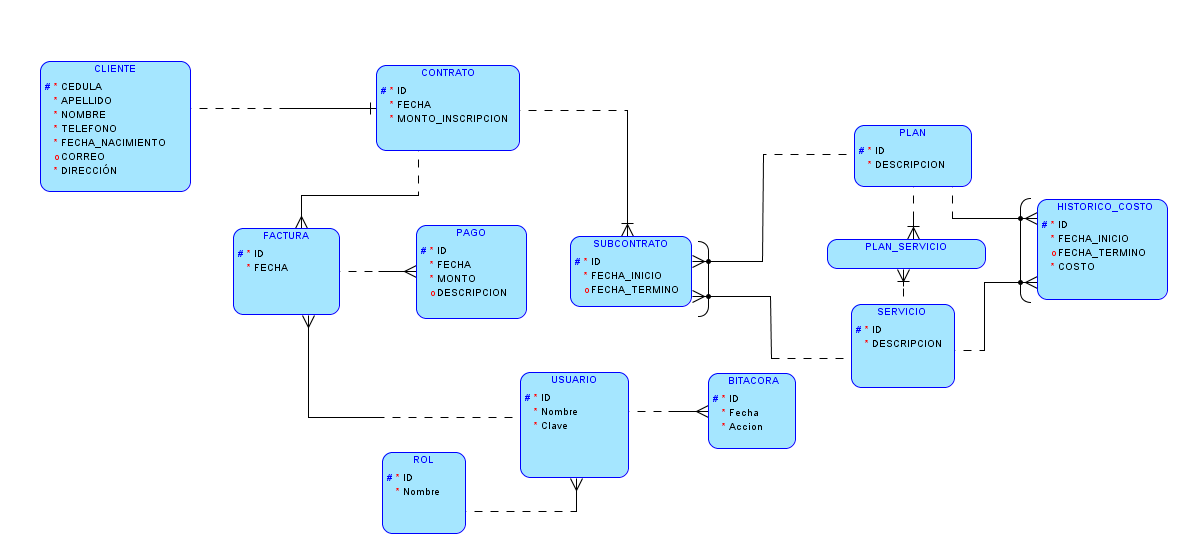 CLIENTE
# * CEDULA
* APELLIDO
* NOMBRE
* TELEFONO
* FECHA_NACIMIENTO
o CORREO
* DIRECCIÓN
CONTRATO
# * ID
* FECHA
* MONTO_INSCRIPCION
PLAN
# * ID
* DESCRIPCION
HISTORICO_COSTO
# * ID
* FECHA_INICIO
o FECHA_TERMINO
* COSTO
FACTURA
# * ID
* FECHA
PAGO
# * ID
* FECHA
* MONTO
o DESCRIPCION
SUBCONTRATO
# * ID
* FECHA_INICIO
o FECHA_TERMINO
PLAN_SERVICIO
SERVICIO
# * ID
* DESCRIPCION
USUARIO
# * ID
* Nombre
* Clave
BITACORA
# * ID
* Fecha
* Accion
ROL
# * ID
* Nombre